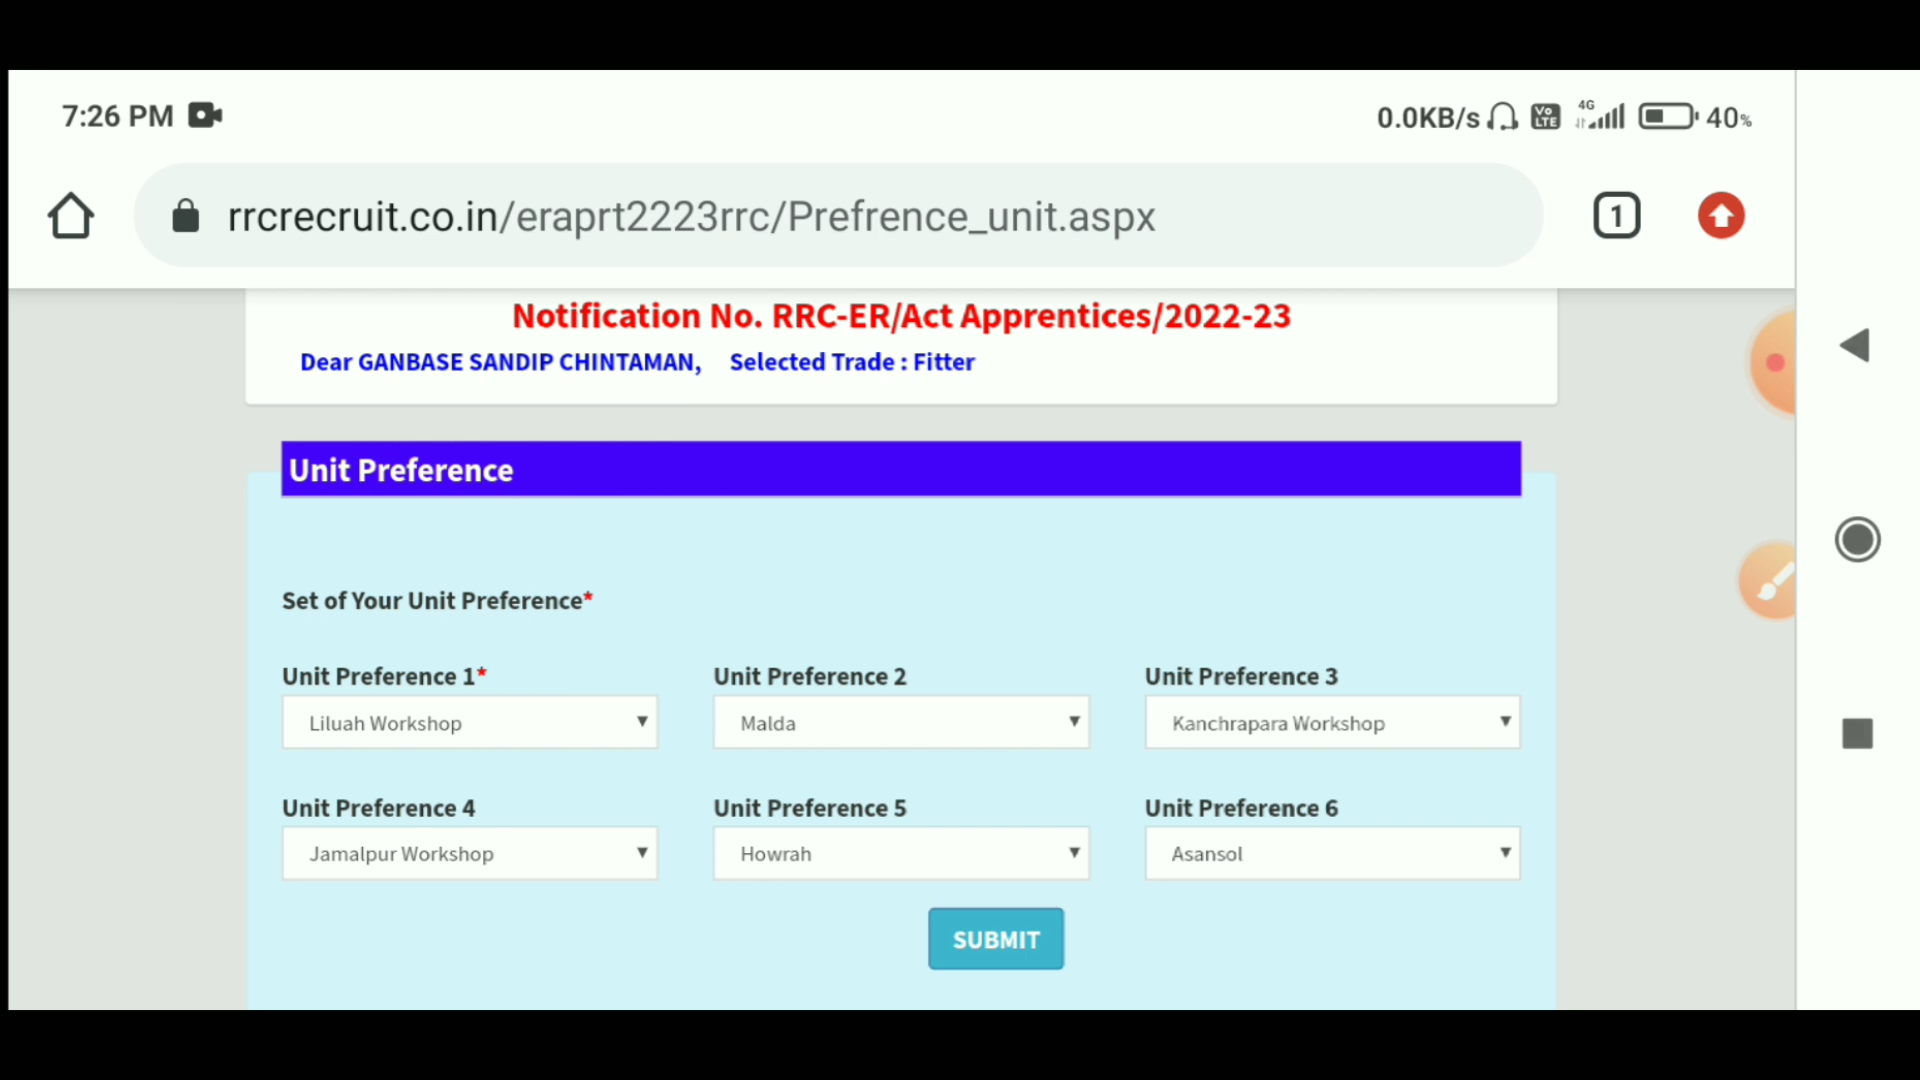 7:26 PM 0.0KB/s Vo LTE 4G 40%
rrcrecruit.co.in/eraprt2223rrc/Prefrence_unit.aspx 1
Notification No. RRC-ER/Act Apprentices/2022-23
Dear GANBASE SANDIP CHINTAMAN, Selected Trade : Fitter
Unit Preference
Set of Your Unit Preference*
Unit Preference 1* Unit Preference 2 Unit Preference 3
Liluah Workshop Malda Kanchrapara Workshop
Unit Preference 4 Unit Preference 5 Unit Preference 6
Jamalpur Workshop Howrah Asansol
SUBMIT